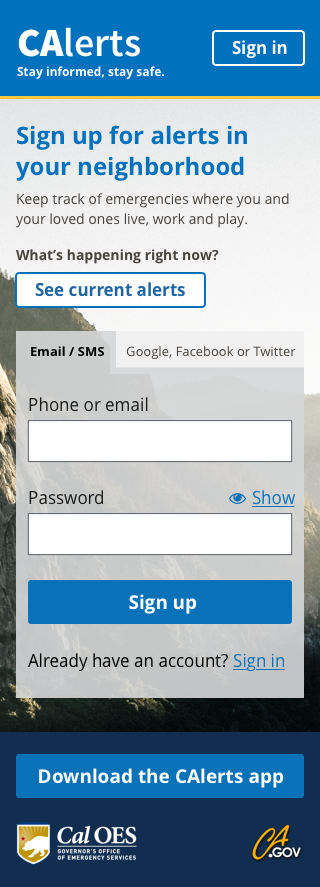 CAlerts
Sign in
Stay informed, stay safe.
Sign up for alerts in
your neighborhood
Keep track of emergencies where you and
your loved ones live, work and play.
What's happening right now?
See current alerts
Email / SMS
Google, Facebook or Twitter
Phone or email
Password
Show
Sign up
Already have an account? Sign in
Download the CAlerts app
Cal OES
GOVERNOR'S OFFICE
OF EMERGENCY SERVICES
CA
.GOV